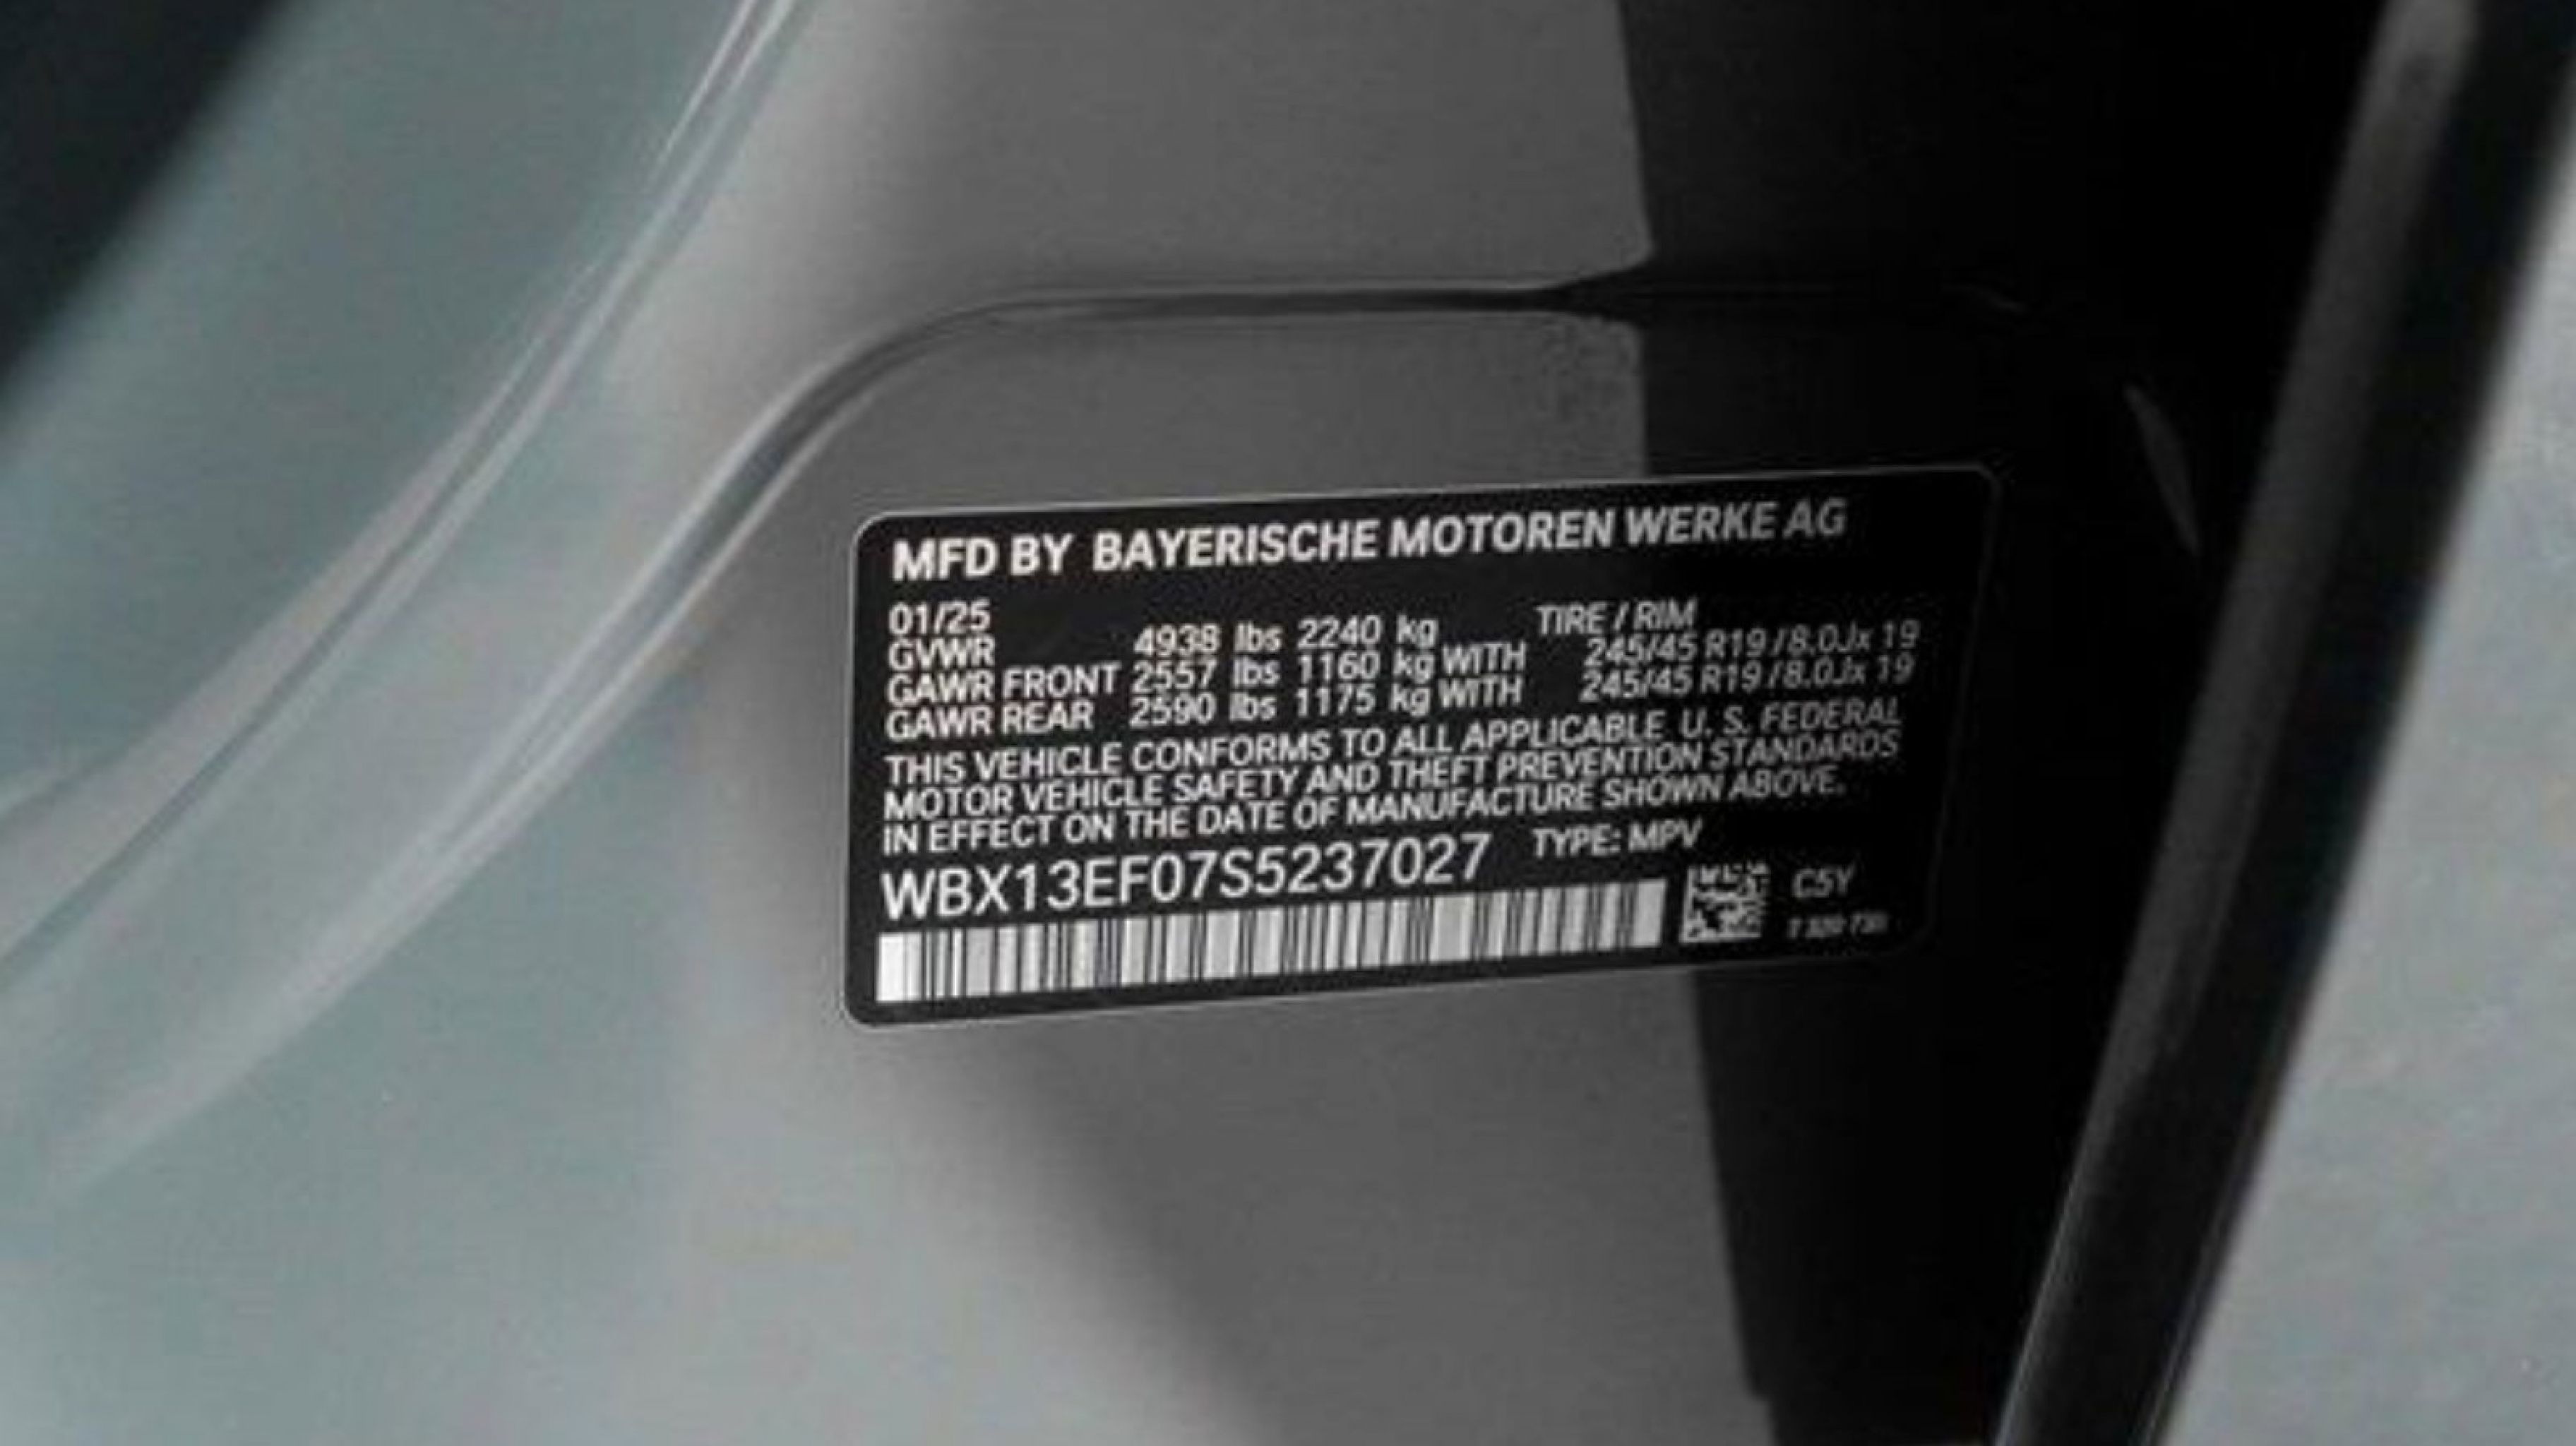 MFD BY BAYERISCHE MOTOREN WERKE AG
01/25 TIRE / RIM
GVWR 4938 lbs 2240 kg
GAWR FRONT 2557 lbs 1160 kg WITH 245/45 R19 / 8.0Jx 19
GAWR REAR 2590 lbs 1175 kg WITH 245/45 R19 / 8.0Jx 19
THIS VEHICLE CONFORMS TO ALL APPLICABLE U. S. FEDERAL
MOTOR VEHICLE SAFETY AND THEFT PREVENTION STANDARDS
IN EFFECT ON THE DATE OF MANUFACTURE SHOWN ABOVE.
WBX13EF07S5237027 TYPE: MPV
C5Y